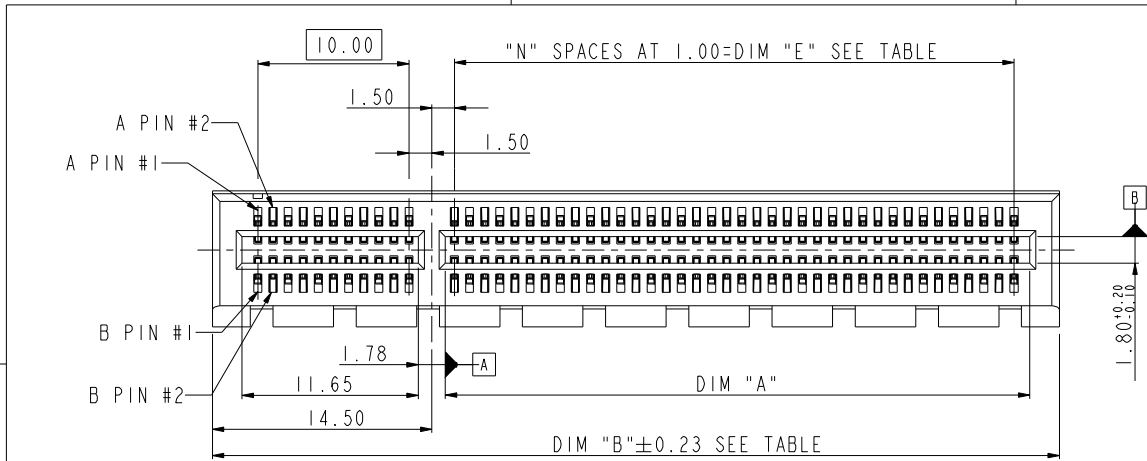 10.00
"N" SPACES AT 1.00=DIM "E" SEE TABLE
1.50
A PIN #2
1.50
A PIN #1
B
1.80+0.20-0.10
B PIN #1
1.78
A
11.65
DIM "A"
B PIN #2
14.50
DIM "B"±0.23 SEE TABLE